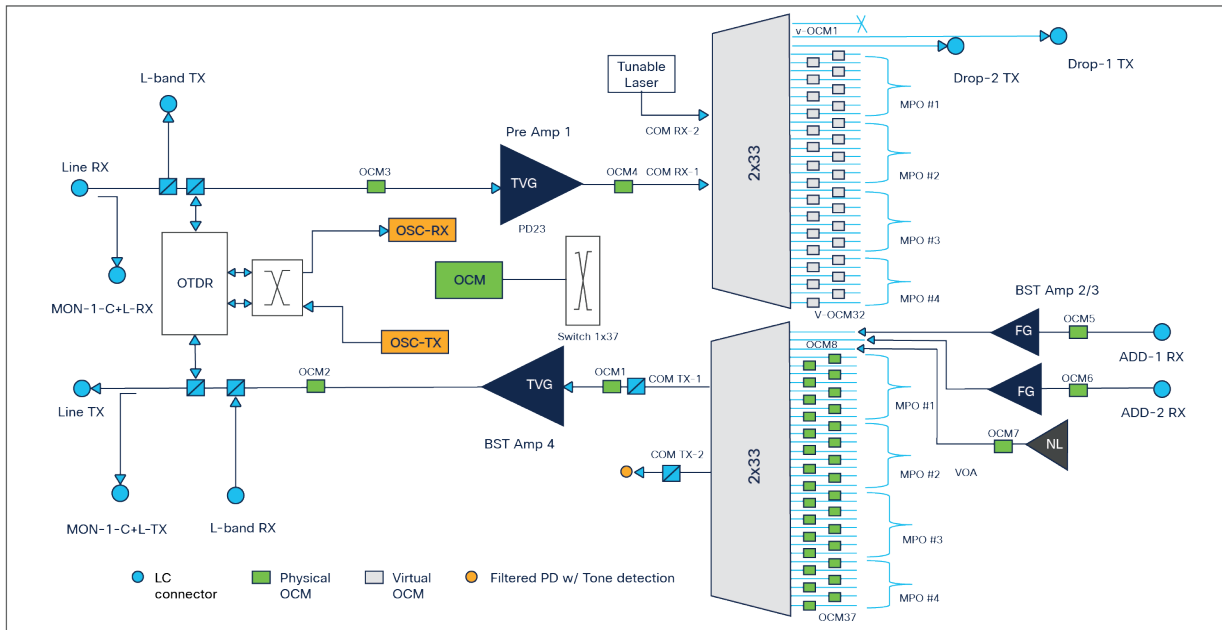 v-OCM1
L-band TX
Tunable
Laser
Drop-2 TX
Drop-1 TX
MPO #1
COM RX-2
Pre Amp 1
Line RX
OCM3
TVG
OCM4
COM RX-1
2x33
MPO #2
PD23
OSC-RX
MPO #3
OTDR
OCM
MON-1-C+L-RX
MPO #4
BST Amp 2/3
V-OCM32
OSC-TX
Switch 1x37
FG
OCM5
ADD-1 RX
OCM8
OCM2
TVG
OCM1
COM TX-1
FG
OCM6
MPO #1
Line TX
BST Amp 4
ADD-2 RX
OCM7
NL
COM TX-2
2x33
MPO #2
VOA
MON-1-C+L-TX
L-band RX
MPO #3
LC
connector
Physical
OCM
Virtual
OCM
Filtered PD w/ Tone detection
MPO #4
OCM37